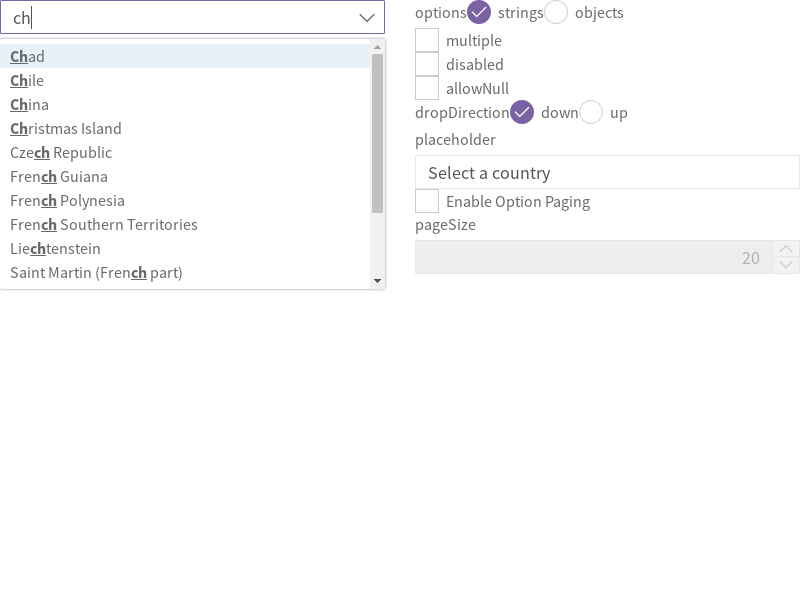 ch
Chad
Chile
China
Christmas Island
Czech Republic
French Guiana
French Polynesia
French Southern Territories
Liechtenstein
Saint Martin (French part)
options strings objects
multiple
disabled
allowNull
dropDirection down up
placeholder
Select a country
Enable Option Paging
pageSize
20